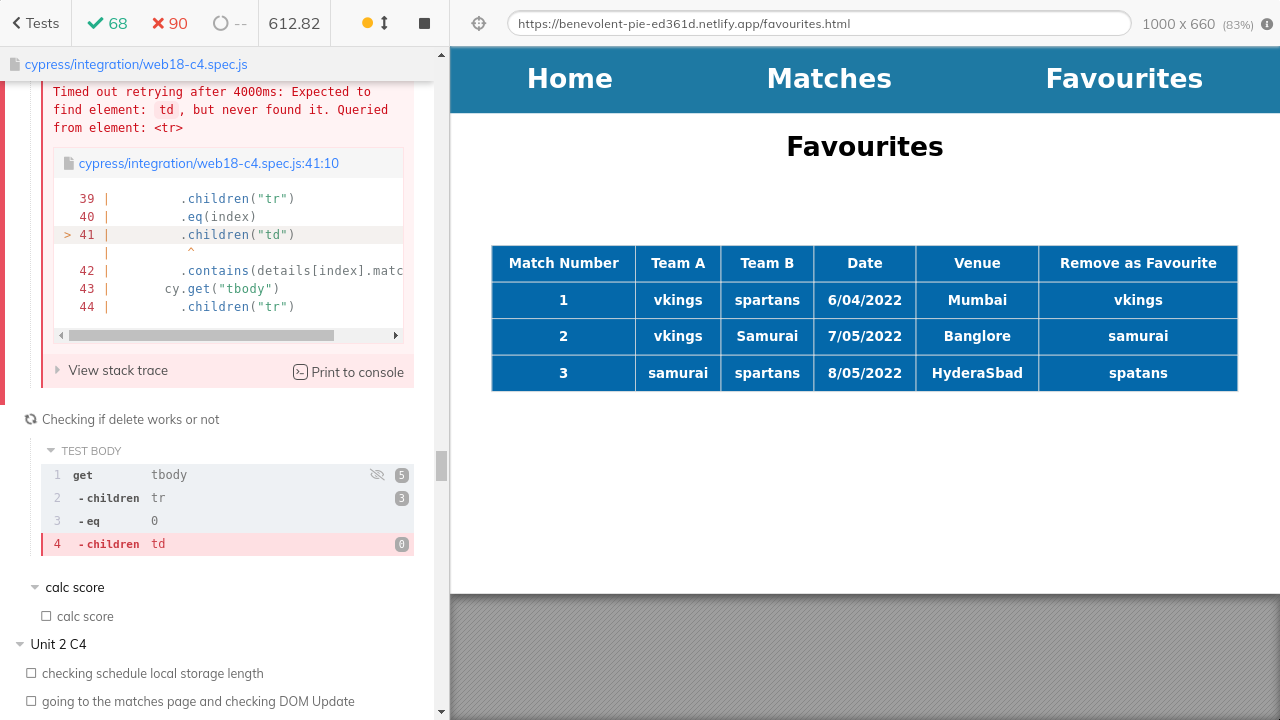 Tests 68 90 -- 612.82
https://benevolent-pie-ed361d.netlify.app/favourites.html 1000 x 660 (83%)
cypress/integration/web18-c4.spec.js
Timed out retrying after 4000ms: Expected to
find element: td, but never found it. Queried
from element: <tr>
cypress/integration/web18-c4.spec.js:41:10
39 | .children("tr")
40 | .eq(index)
> 41 | .children("td")
| ^
42 | .contains(details[index].matc
43 | cy.get("tbody")
44 | .children("tr")
View stack trace Print to console
Checking if delete works or not
TEST BODY
1 get tbody 5
2 -children tr 3
3 -eq 0
4 -children td 0
calc score
calc score
Unit 2 C4
checking schedule local storage length
going to the matches page and checking DOM Update
Home Matches Favourites
Favourites
Match Number Team A Team B Date Venue Remove as Favourite
1 vkings spartans 6/04/2022 Mumbai vkings
2 vkings Samurai 7/05/2022 Banglore samurai
3 samurai spartans 8/05/2022 HyderaSbad spatans